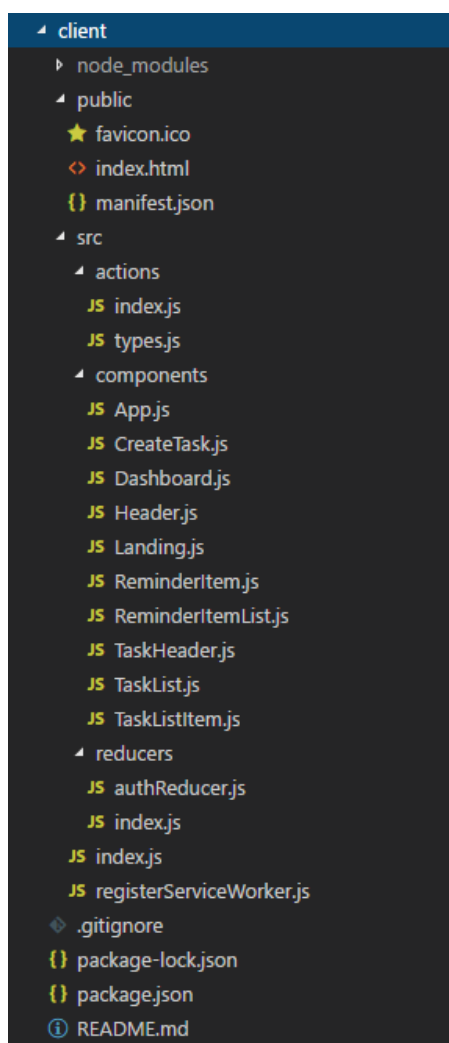 client
node_modules
public
favicon.ico
<> index.html
{} manifest.json
src
actions
JS index.js
JS types.js
components
JS App.js
JS CreateTask.js
JS Dashboard.js
JS Header.js
JS Landing.js
JS ReminderItem.js
JS ReminderItemList.js
JS TaskHeader.js
JS TaskList.js
JS TaskListItem.js
reducers
JS authReducer.js
JS index.js
JS index.js
JS registerServiceWorker.js
.gitignore
{} package-lock.json
{} package.json
README.md